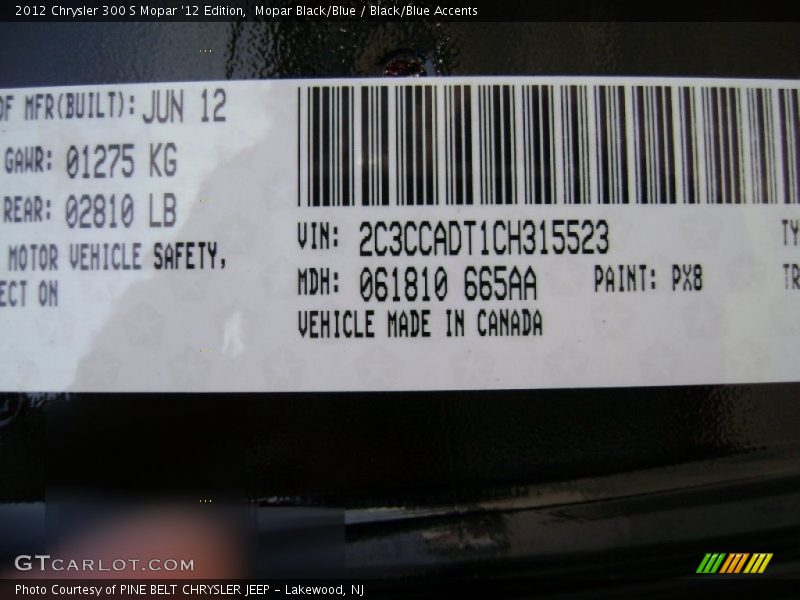 2012 Chrysler 300 S Mopar '12 Edition,  Mopar Black/Blue / Black/Blue Accents
OF MFR(BUILT): JUN 12
GAWR: 01275 KG
REAR: 02810 LB
MOTOR VEHICLE SAFETY,
ECT ON
VIN: 2C3CCADT1CH315523
TY
MDH: 061810 665AA PAINT: PX8
TR
VEHICLE MADE IN CANADA
GTCARLOT.COM
Photo Courtesy of PINE BELT CHRYSLER JEEP – Lakewood, NJ